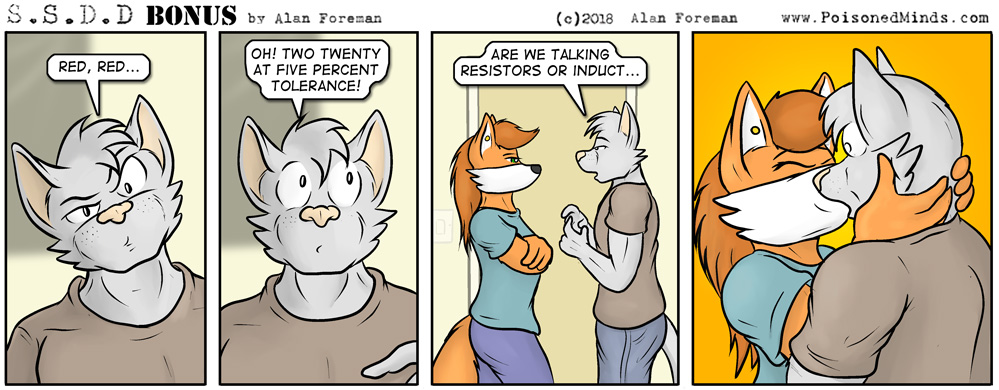 S.S.D.D BONUS by Alan Foreman (c)2018 Alan Foreman www.PoisonedMinds.com
RED, RED...
OH! TWO TWENTY
AT FIVE PERCENT
TOLERANCE!
ARE WE TALKING
RESISTORS OR INDUCT...